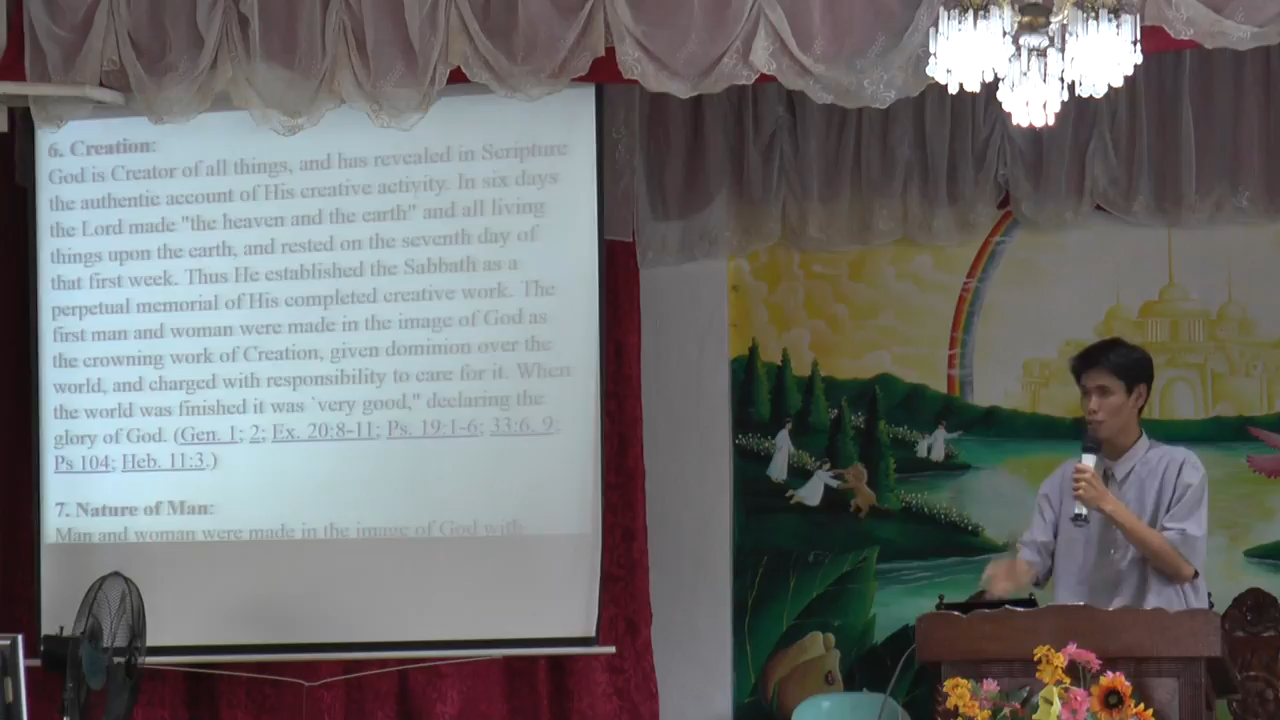 6. Creation:
God is Creator of all things, and has revealed in Scripture
the authentic account of His creative activity. In six days
the Lord made "the heaven and the earth" and all living
things upon the earth, and rested on the seventh day of
that first week. Thus He established the Sabbath as a
perpetual memorial of His completed creative work. The
first man and woman were made in the image of God as
the crowning work of Creation, given dominion over the
world, and charged with responsibility to care for it. When
the world was finished it was `very good,'' declaring the
glory of God. (Gen. 1; 2; Ex. 20:8-11; Ps. 19:1-6; 33:6, 9;
Ps 104; Heb. 11:3.)
7. Nature of Man:
Man and woman were made in the image of God with